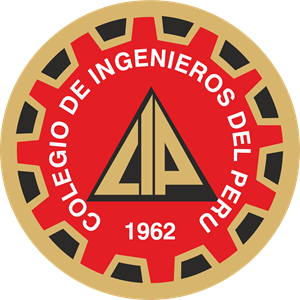 COLEGIO DE INGENIEROS DEL PERU
CIP
1962